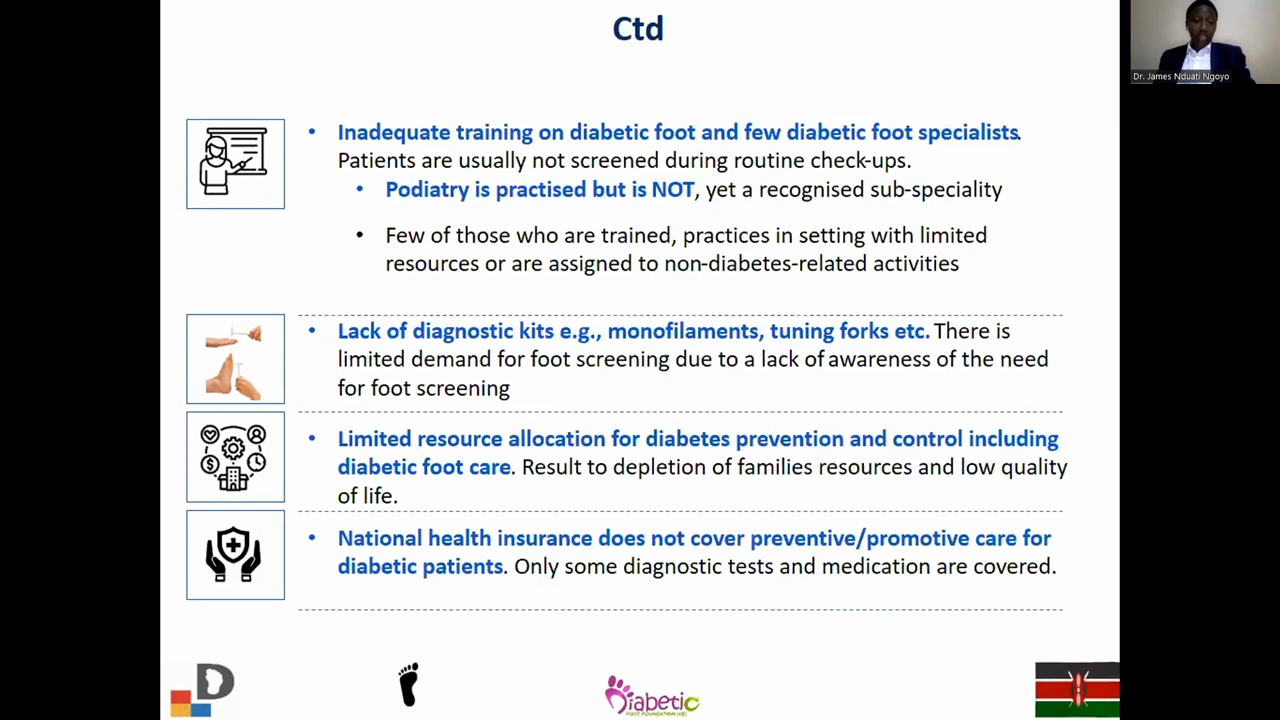 Ctd
Dr. James Nduati Ngoyo
• Inadequate training on diabetic foot and few diabetic foot specialists.
Patients are usually not screened during routine check-ups.
• Podiatry is practised but is NOT, yet a recognised sub-speciality
• Few of those who are trained, practices in setting with limited
resources or are assigned to non-diabetes-related activities
• Lack of diagnostic kits e.g., monofilaments, tuning forks etc. There is
limited demand for foot screening due to a lack of awareness of the need
for foot screening
• Limited resource allocation for diabetes prevention and control including
diabetic foot care. Result to depletion of families resources and low quality
of life.
• National health insurance does not cover preventive/promotive care for
diabetic patients. Only some diagnostic tests and medication are covered.
D
Diabetic
FOOT FOUNDATION (KE)